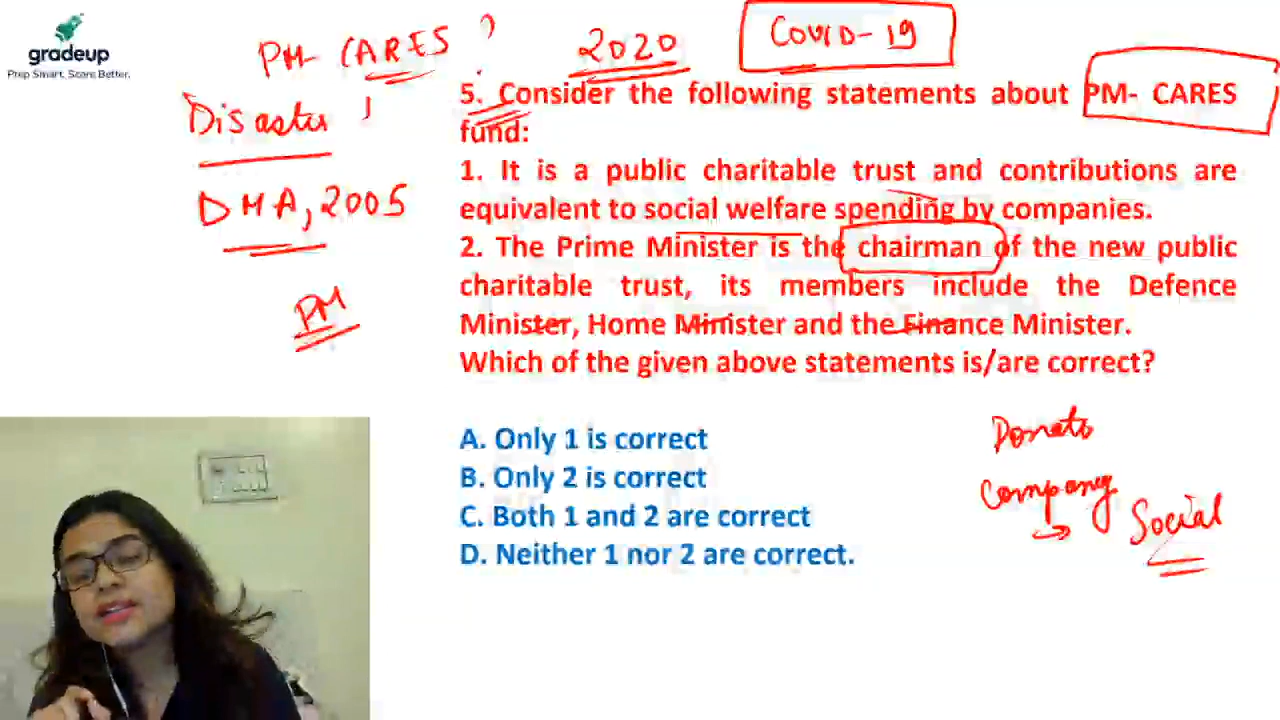 gradeup
Prep Smart. Score Better.
PM- CARES ?
2020
COVID-19
Disaster
DMA, 2005
PM
5. Consider the following statements about PM- CARES
fund:
1. It is a public charitable trust and contributions are
equivalent to social welfare spending by companies.
2. The Prime Minister is the chairman of the new public
charitable trust, its members include the Defence
Minister, Home Minister and the Finance Minister.
Which of the given above statements is/are correct?
A. Only 1 is correct
B. Only 2 is correct
C. Both 1 and 2 are correct
D. Neither 1 nor 2 are correct.
Donate
Company
→ Social